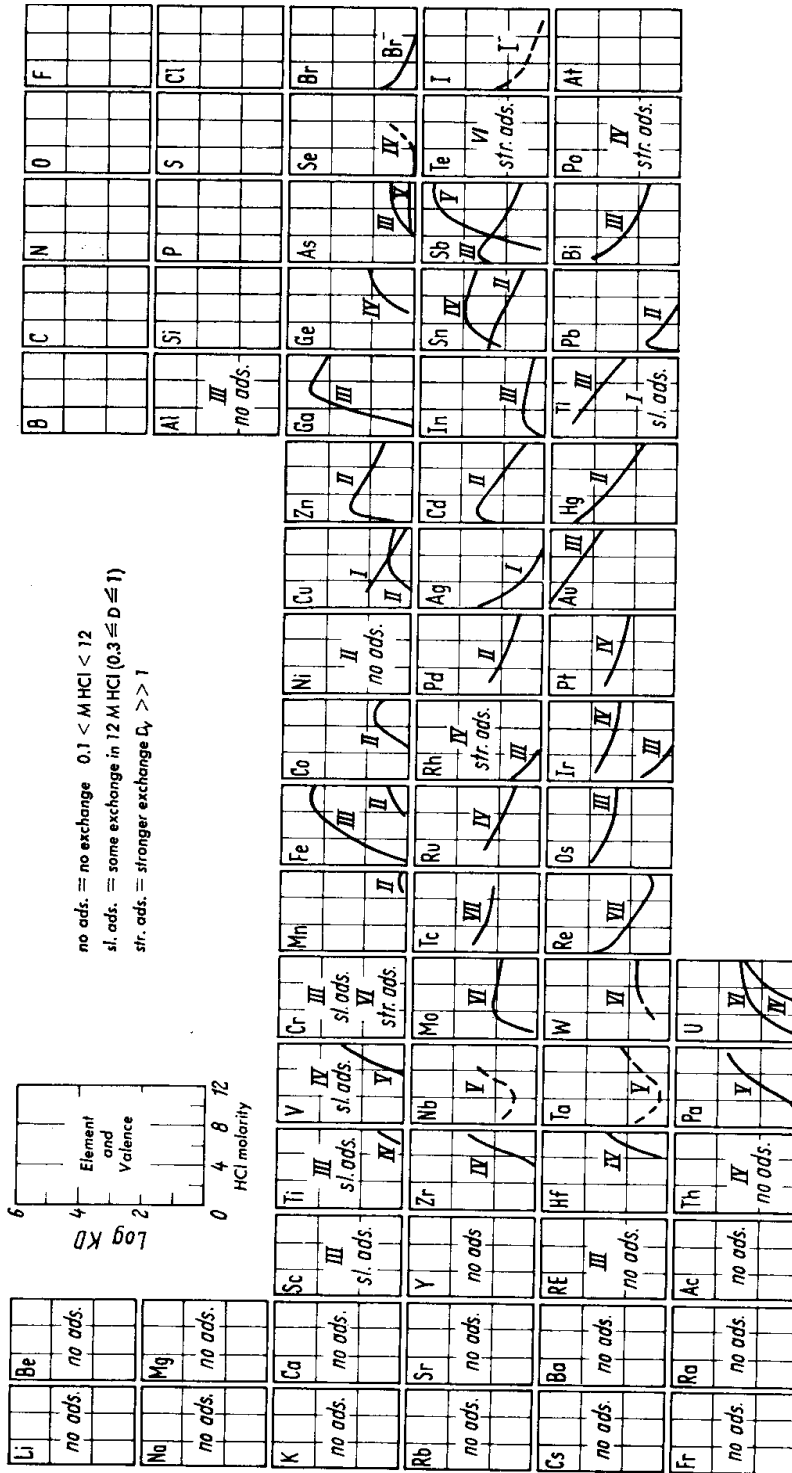 no ads. = no exchange 0.1 < M HCl < 12
sl. ads. = some exchange in 12 M HCl (0.3 ≦ D ≦ 1)
str. ads. = stronger exchange Dv >> 1
Log KD
6
4
2
0
Element
and
Valence
0 4 8 12
HCl molarity
Li
no ads.
Be
no ads.
B
C
N
O
F
Na
no ads.
Mg
no ads.
Al
III
no ads.
Si
P
S
Cl
K
no ads.
Ca
no ads.
Sc
III
sl. ads.
Ti
III
sl. ads.
IV
V
IV
sl. ads.
V
Cr
III
sl. ads.
VI
str. ads.
Mn
II
Fe
III
II
Co
II
Ni
II
no ads.
Cu
I
II
Zn
II
Ga
III
Ge
IV
As
III
V
Se
IV
Br
Br⁻
Rb
no ads.
Sr
no ads.
Y
no ads
Zr
IV
Nb
V
Mo
VI
Tc
VII
Ru
IV
Rh
IV
str. ads.
III
Pd
II
Ag
I
Cd
II
In
III
Sn
IV
II
Sb
III
V
Te
VI
str. ads.
I
I⁻
Cs
no ads.
Ba
no ads.
RE
III
no ads.
Hf
IV
Ta
V
W
VI
Re
VII
Os
III
Ir
IV
III
Pt
IV
Au
III
Hg
II
Ti
III
I
sl. ads.
Pb
II
Bi
III
Po
IV
str. ads.
At
Fr
no ads.
Ra
no ads.
Ac
no ads.
Th
IV
no ads.
Pa
V
U
VI
IV